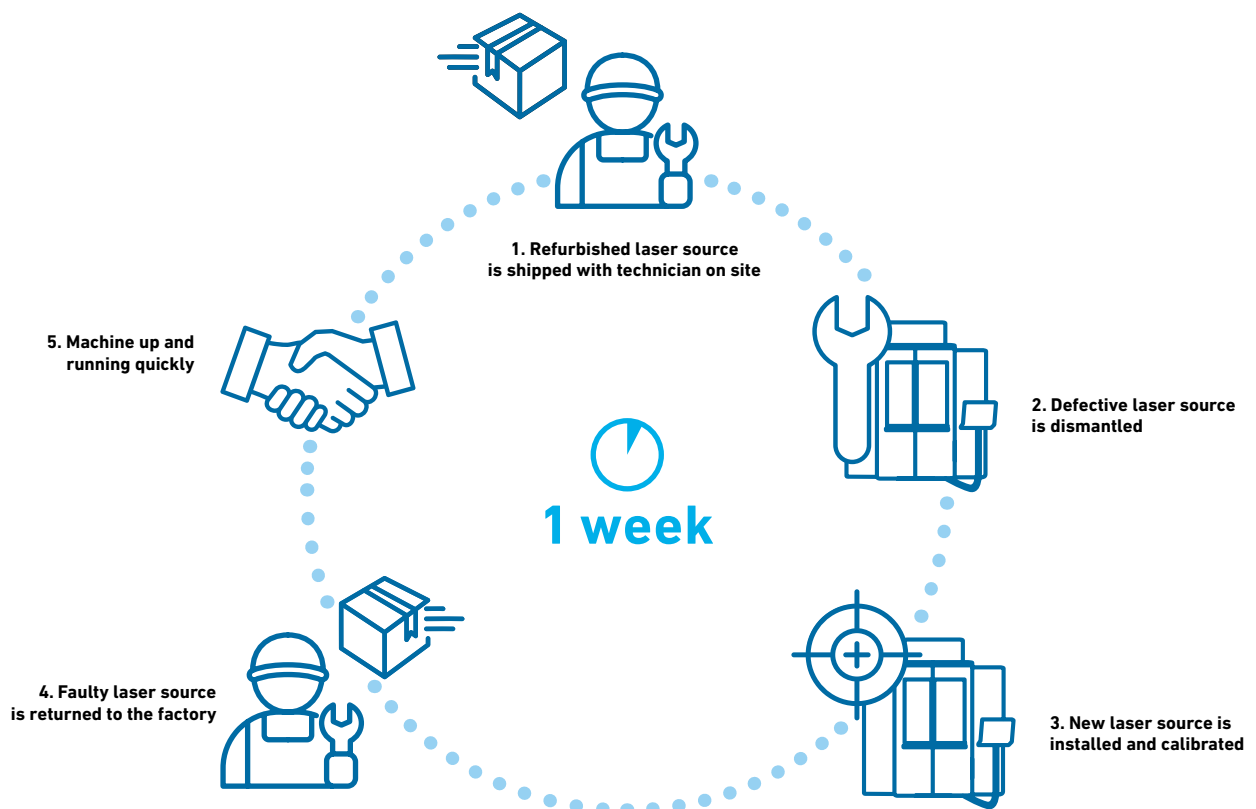 1. Refurbished laser source
is shipped with technician on site
5. Machine up and
running quickly
2. Defective laser source
is dismantled
1 week
4. Faulty laser source
is returned to the factory
3. New laser source is
installed and calibrated